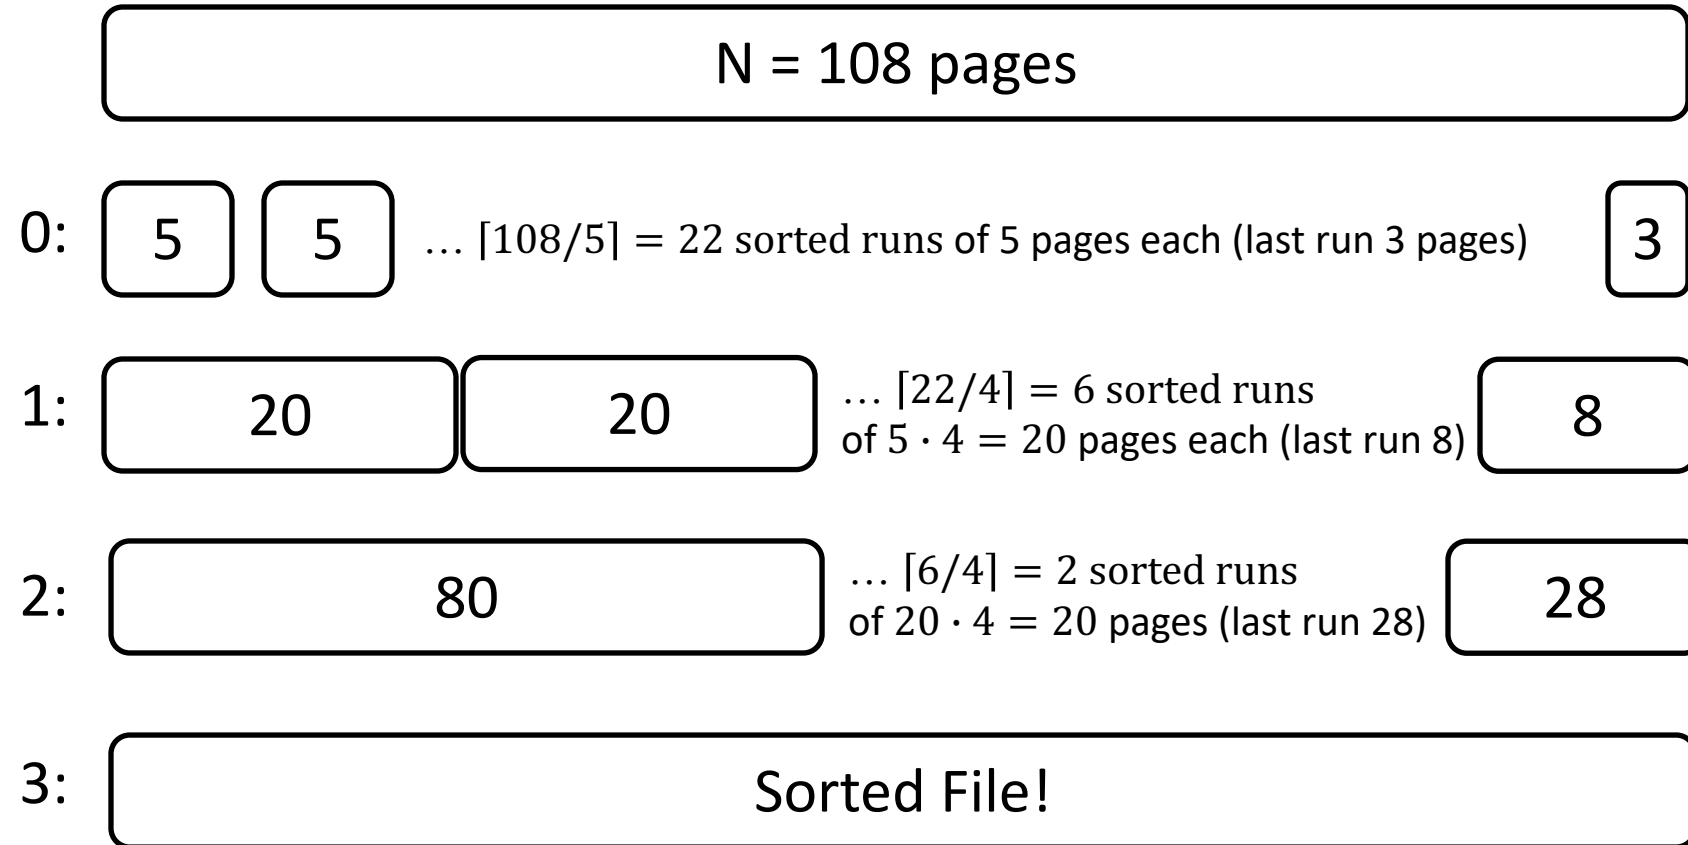 N = 108 pages
0: 5 5 … ⌈108/5⌉ = 22 sorted runs of 5 pages each (last run 3 pages) 3
1: 20 20 … ⌈22/4⌉ = 6 sorted runs
of 5 · 4 = 20 pages each (last run 8) 8
2: 80 … ⌈6/4⌉ = 2 sorted runs
of 20 · 4 = 20 pages (last run 28) 28
3: Sorted File!